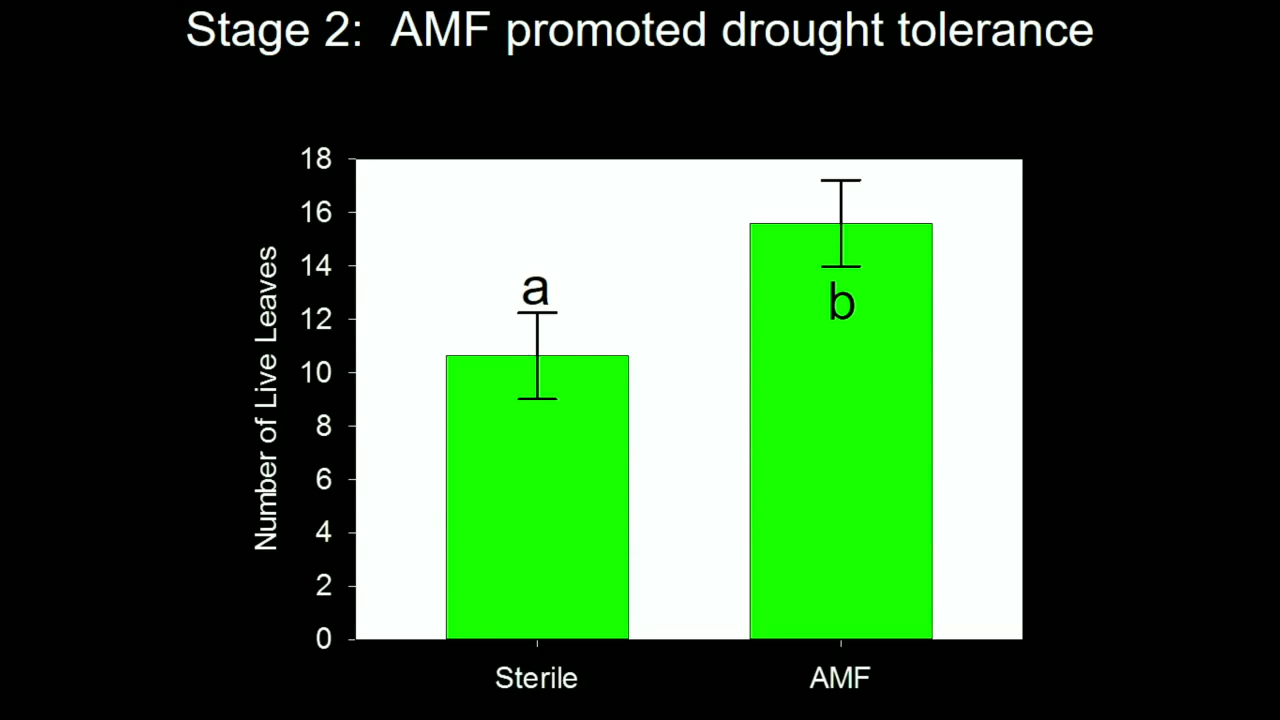 Stage 2: AMF promoted drought tolerance
18
16
14
12
10
8
6
4
2
0
Number of Live Leaves
a
b
Sterile
AMF